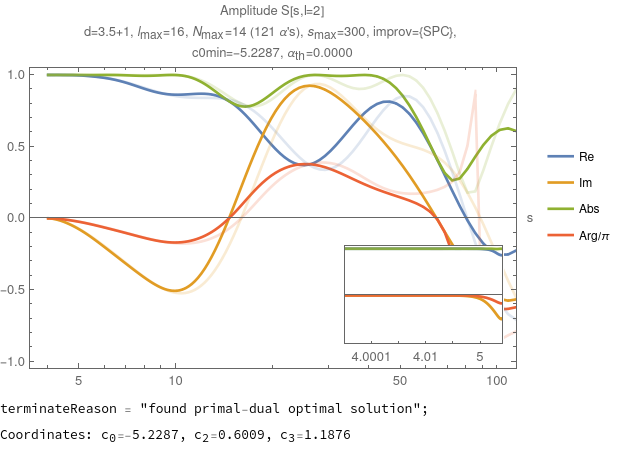 Amplitude S[s,l=2]
d=3.5+1, lmax=16, Nmax=14 (121 α's), smax=300, improv={SPC},
c0min=-5.2287, αth=0.0000
1.0
0.5
0.0
-0.5
-1.0
s
Re
Im
Abs
Arg/π
4.0001 4.01 5
5 10 50 100
terminateReason = "found primal-dual optimal solution";
Coordinates: c0=-5.2287, c2=0.6009, c3=1.1876